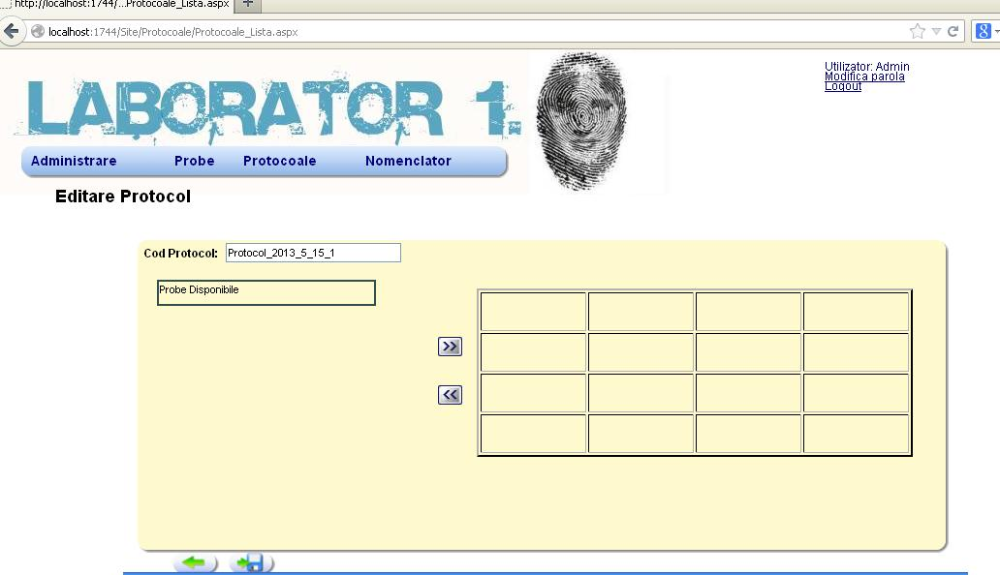 http://localhost:1744/...Protocoale_Lista.aspx
localhost:1744/Site/Protocoale/Protocoale_Lista.aspx
LABORATOR 1.
Utilizator: Admin
Modifica parola
Logout
Administrare Probe Protocoale Nomenclator
Editare Protocol
Cod Protocol: Protocol_2013_5_15_1
Probe Disponibile
>>
<<